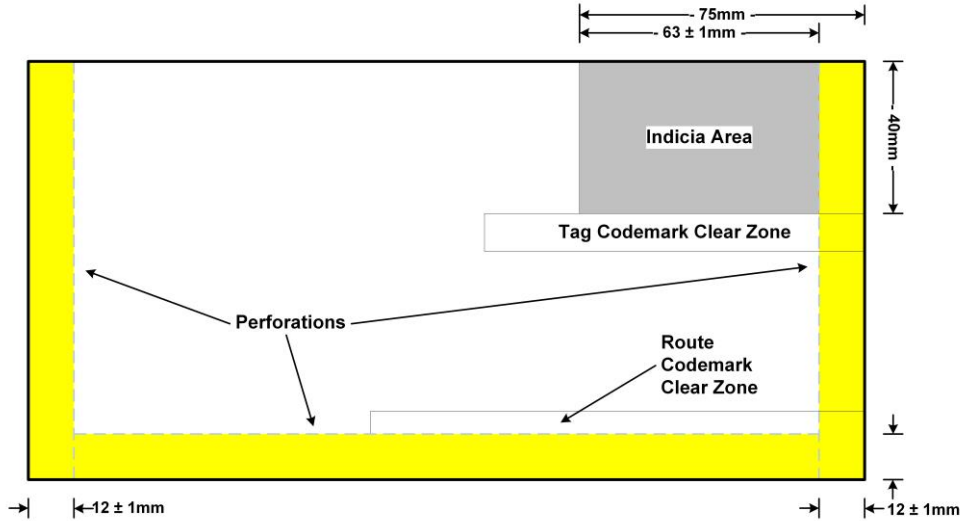 - 75mm -
- 63 ± 1mm -
- 40mm -
Indicia Area
Tag Codemark Clear Zone
Perforations
Route
Codemark
Clear Zone
12 ± 1mm
12 ± 1mm